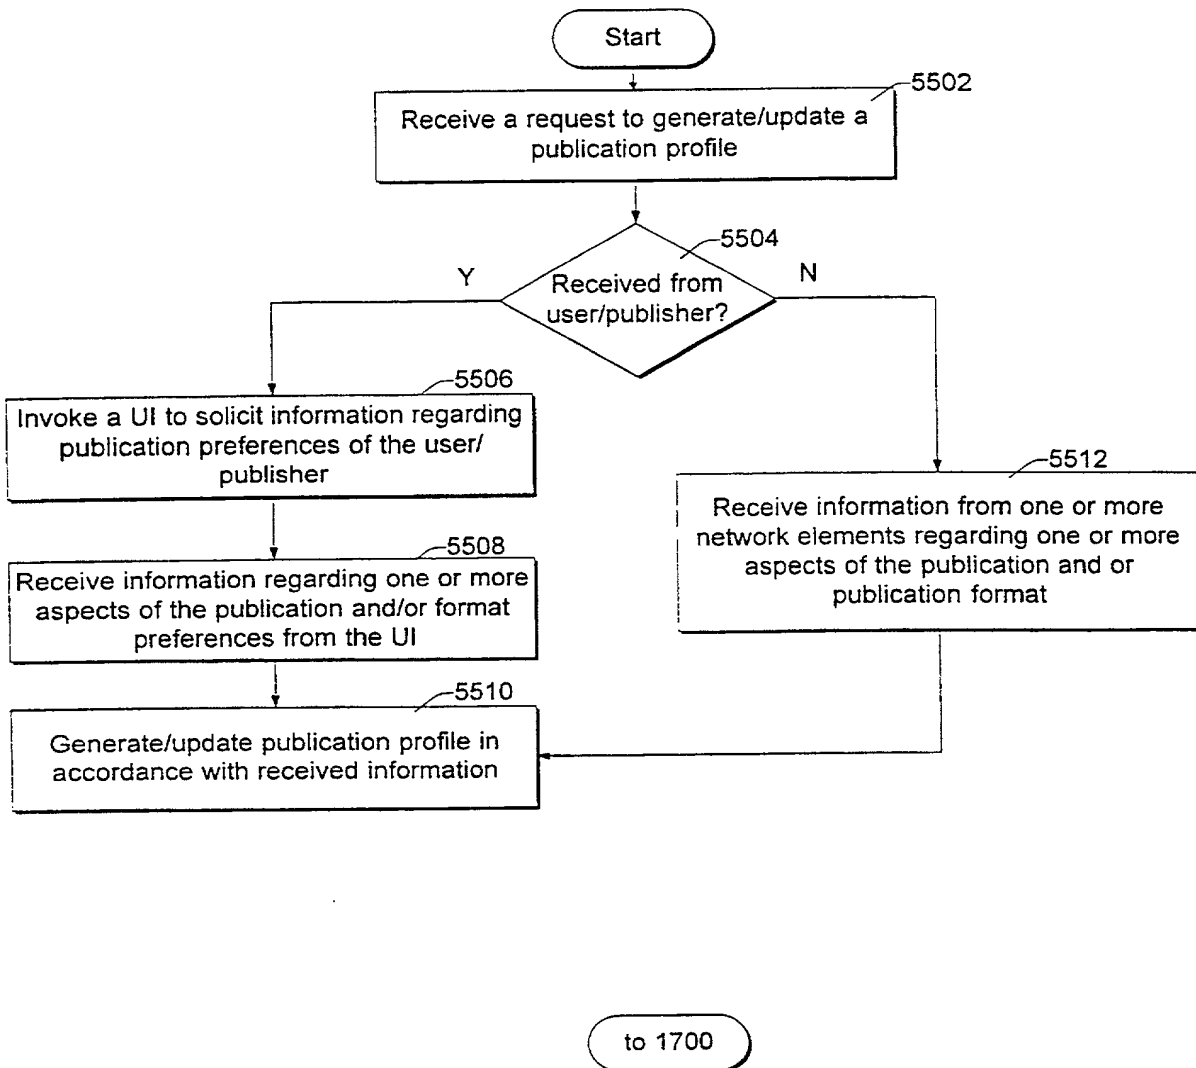 Start
5502
Receive a request to generate/update a
publication profile
5504
Y
N
Received from
user/publisher?
5506
Invoke a UI to solicit information regarding
publication preferences of the user/
publisher
5512
Receive information from one or more
network elements regarding one or more
aspects of the publication and or
publication format
5508
Receive information regarding one or more
aspects of the publication and/or format
preferences from the UI
5510
Generate/update publication profile in
accordance with received information
to 1700